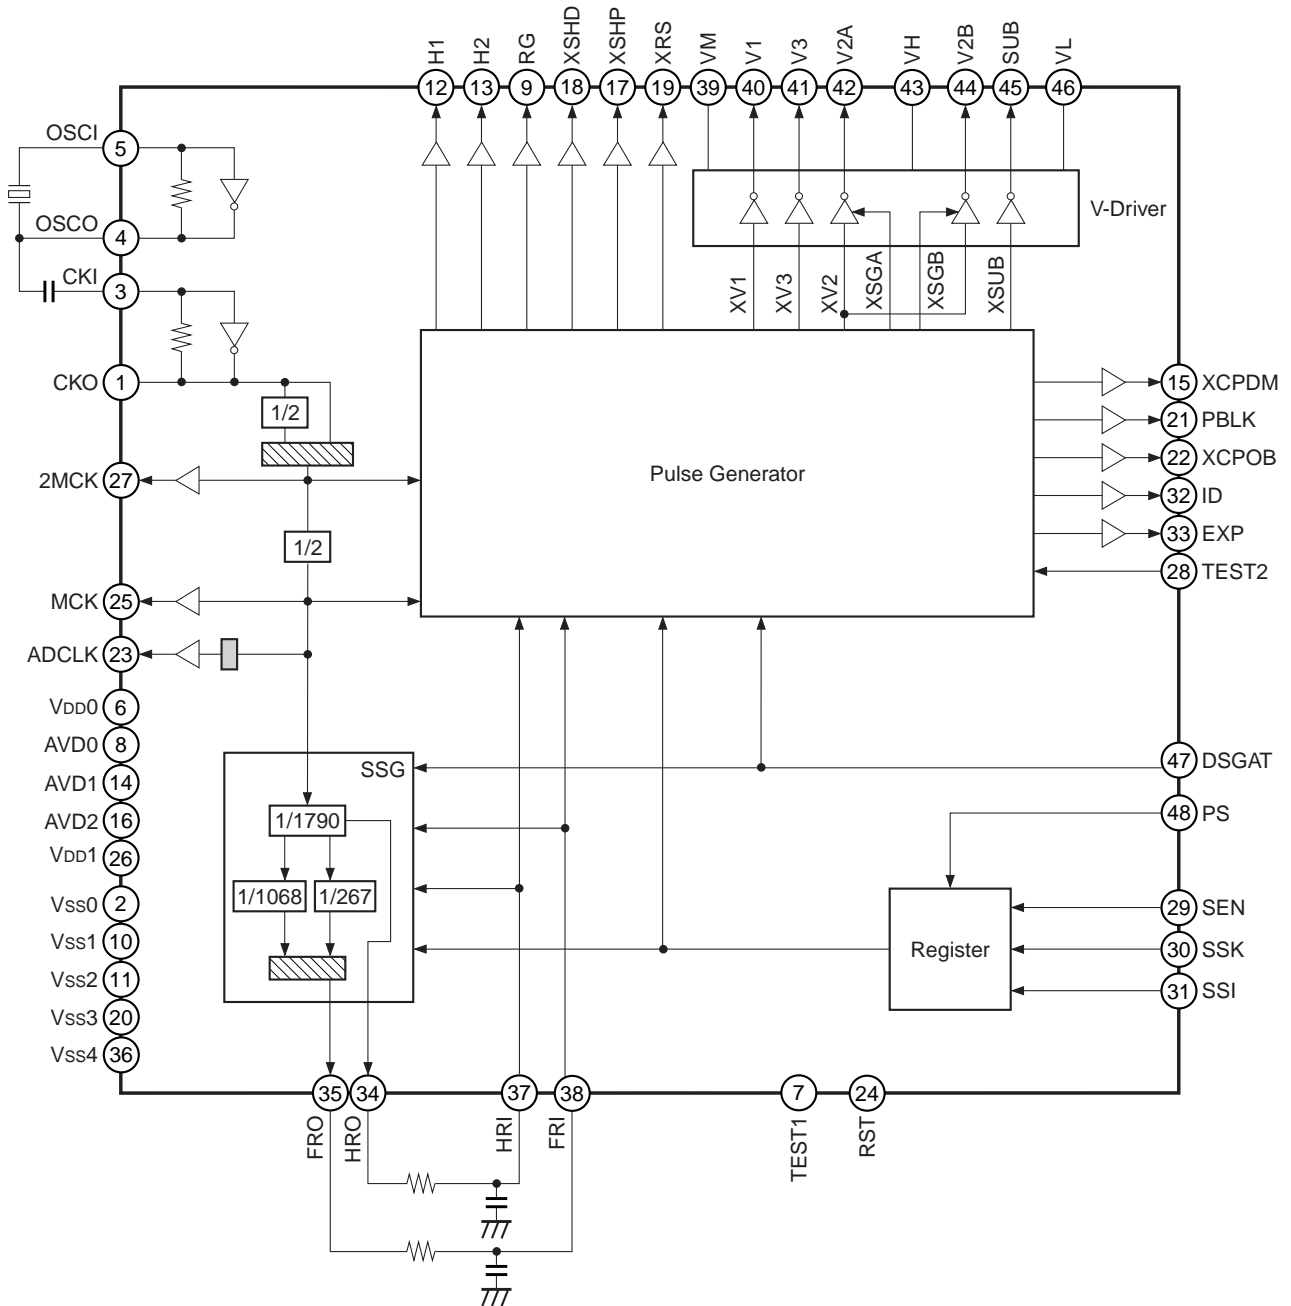 H1
H2
RG
XSHD
XSHP
XRS
VM
V1
V3
V2A
VH
V2B
SUB
VL
12
13
9
18
17
19
39
40
41
42
43
44
45
46
OSCI
5
OSCO
4
CKI
3
CKO
1
V-Driver
XV1
XV3
XV2
XSGA
XSGB
XSUB
1/2
15 XCPDM
21 PBLK
22 XCPOB
32 ID
33 EXP
28 TEST2
Pulse Generator
2MCK 27
1/2
MCK 25
ADCLK 23
VDD0 6
AVD0 8
AVD1 14
AVD2 16
VDD1 26
VSS0 2
VSS1 10
VSS2 11
VSS3 20
VSS4 36
SSG
1/1790
1/1068
1/267
47 DSGAT
48 PS
Register
29 SEN
30 SSK
31 SSI
35
34
37
38
7
24
FRO
HRO
HRI
FRI
TEST1
RST